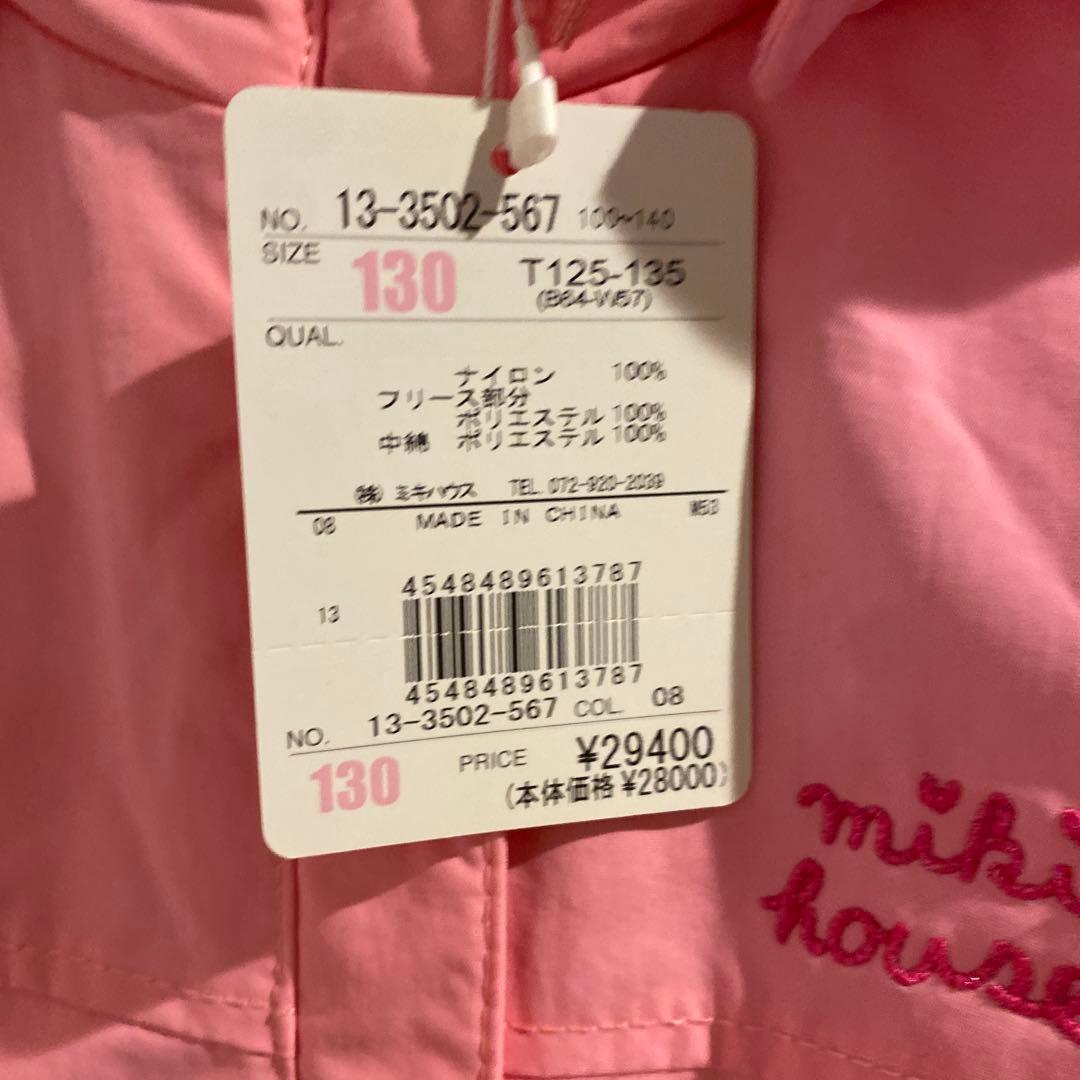 NO. 13-3502-567 100~140
SIZE 130 T125-135
(B64-W57)
QUAL.
ナイロン 100%
フリース部分
ポリエステル 100%
中綿 ポリエステル 100%
㈱ ミキハウス TEL.072-920-2039
08 MADE IN CHINA W53
4548489613787
13
4548489613787
NO. 13-3502-567 COL. 08
130 PRICE ¥29400
(本体価格 ¥28000)
miki
house